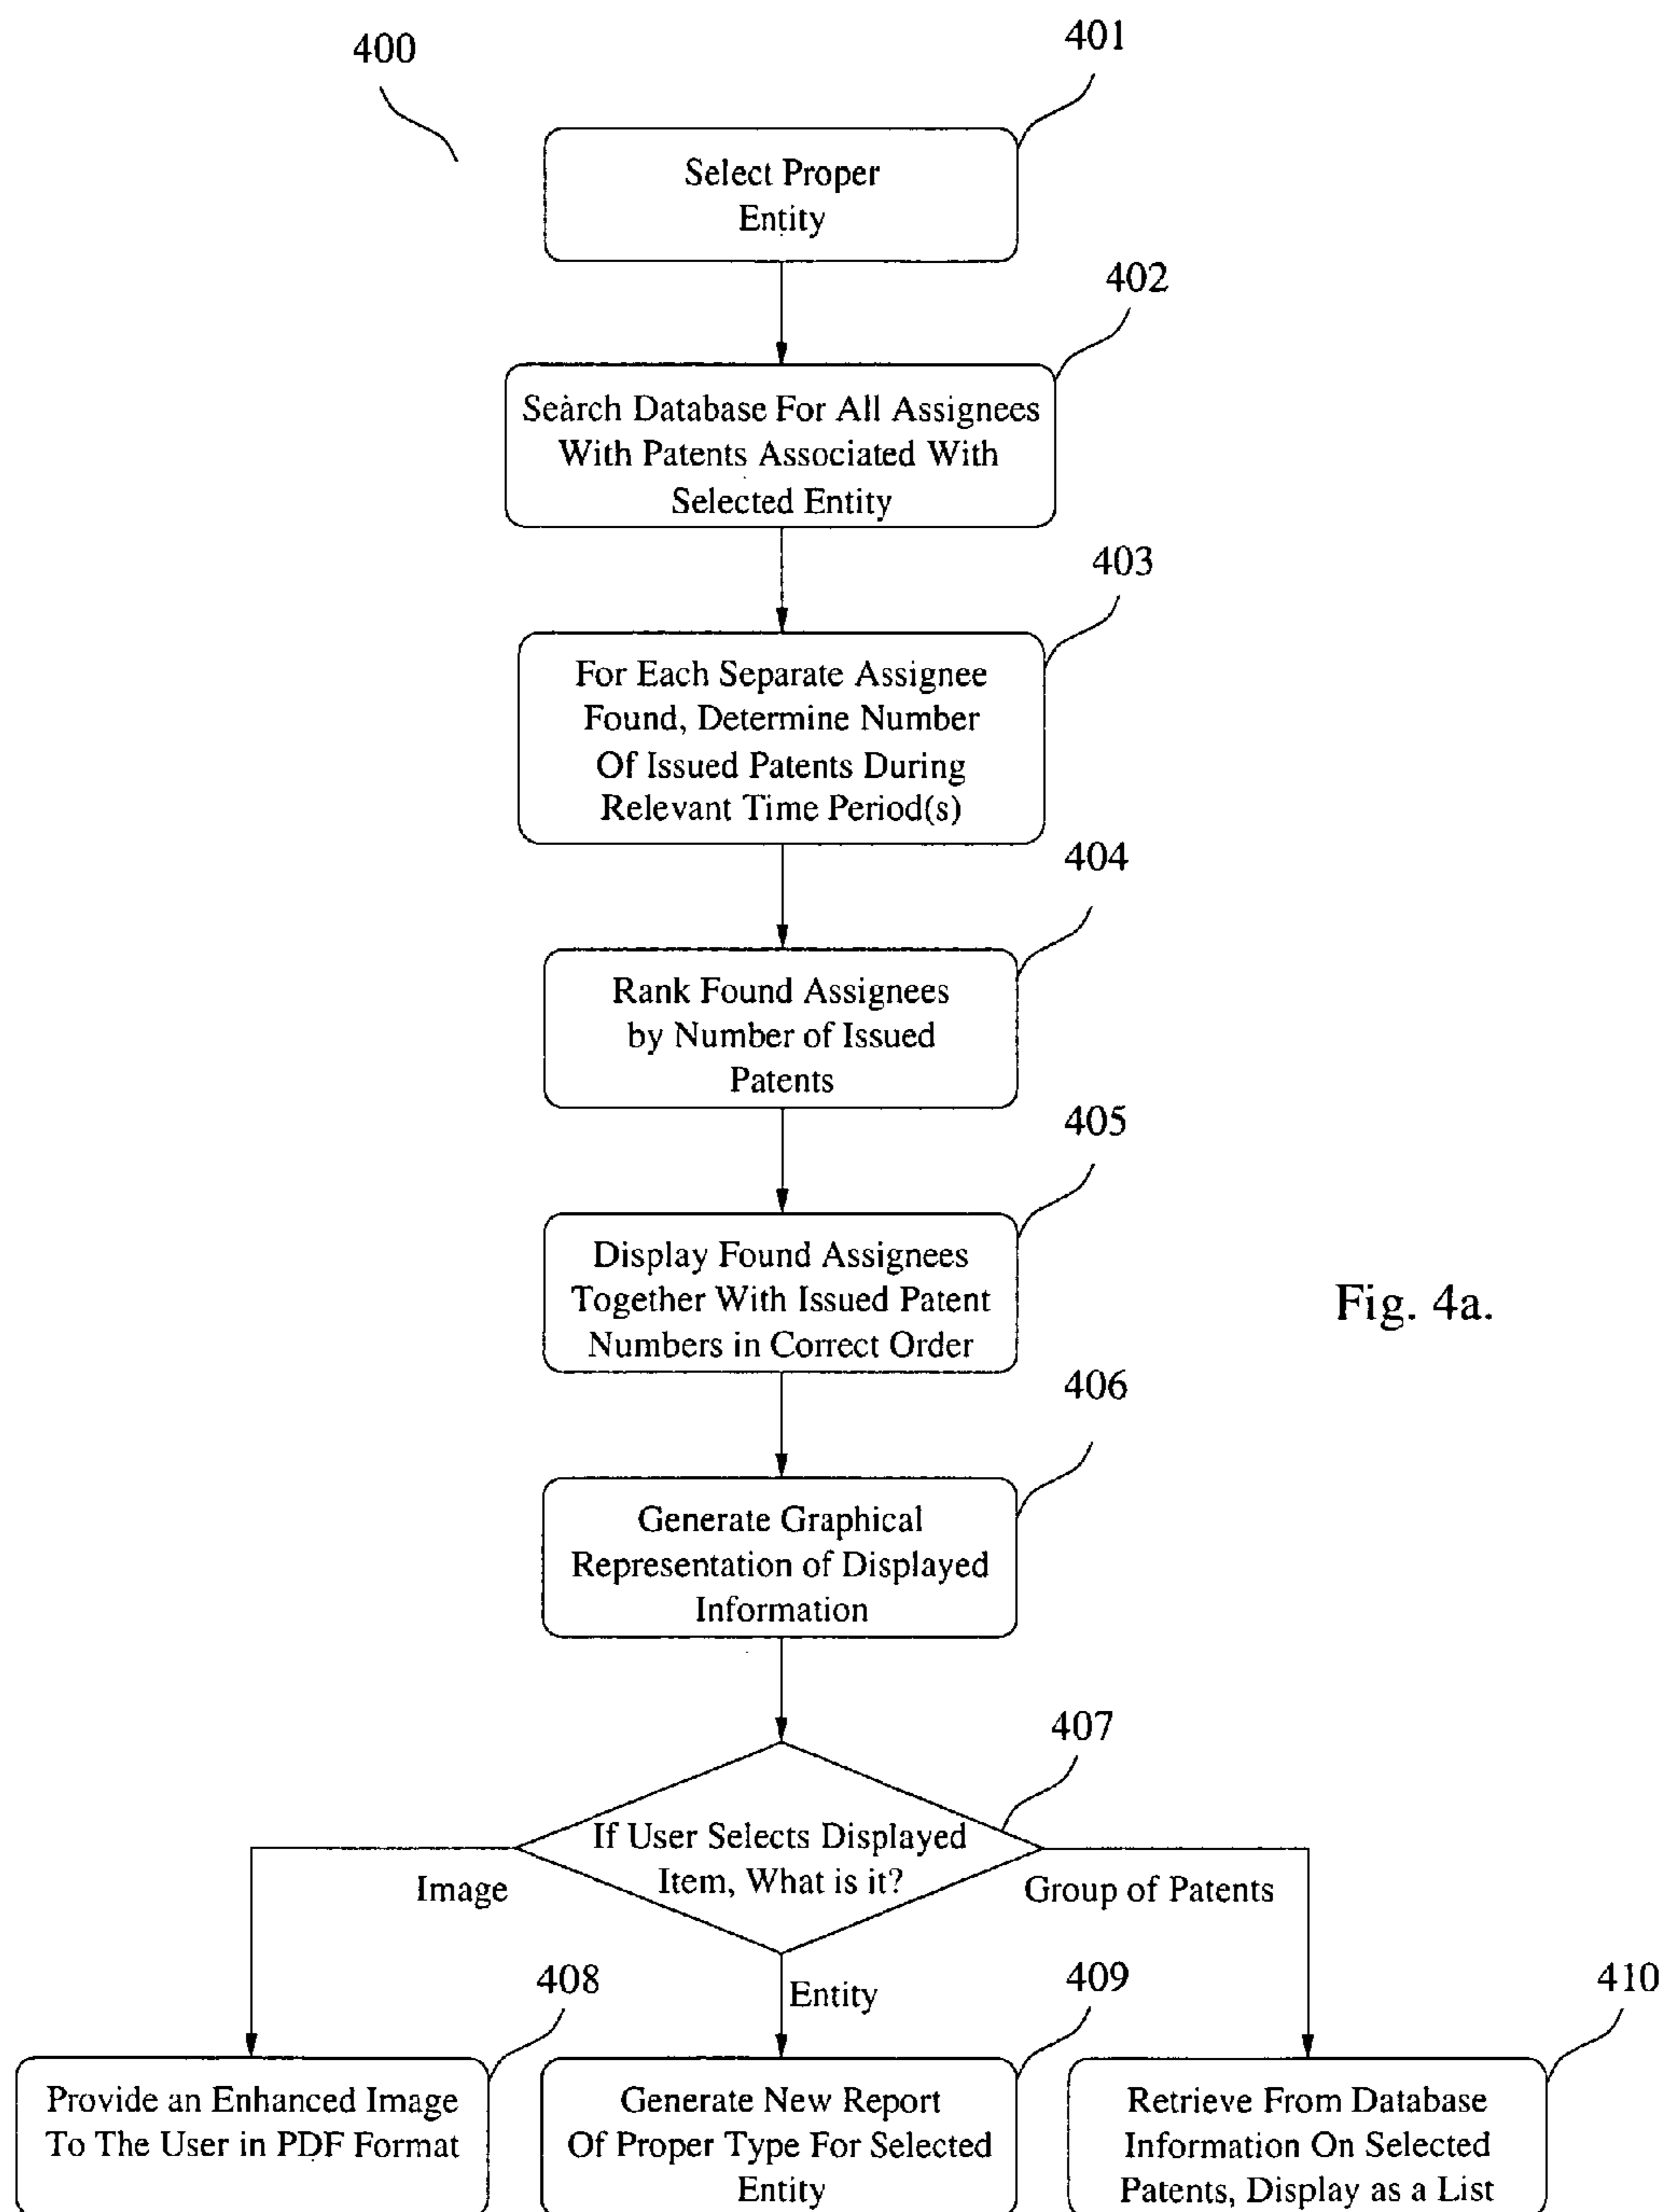 400
401
Select Proper
Entity
402
Search Database For All Assignees
With Patents Associated With
Selected Entity
403
For Each Separate Assignee
Found, Determine Number
Of Issued Patents During
Relevant Time Period(s)
404
Rank Found Assignees
by Number of Issued
Patents
405
Display Found Assignees
Together With Issued Patent
Numbers in Correct Order
Fig. 4a.
406
Generate Graphical
Representation of Displayed
Information
407
If User Selects Displayed
Item, What is it?
Image
Group of Patents
Entity
408
Provide an Enhanced Image
To The User in PDF Format
409
Generate New Report
Of Proper Type For Selected
Entity
410
Retrieve From Database
Information On Selected
Patents, Display as a List